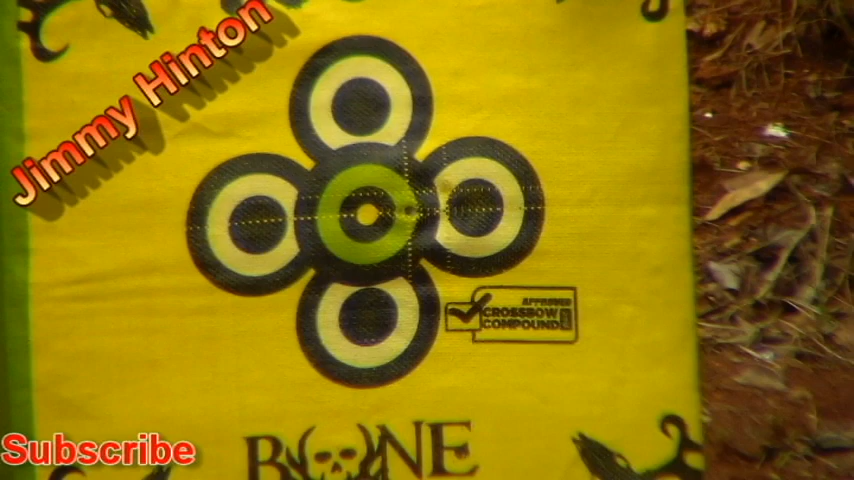 Jimmy Hinton
APPROVED
CROSSBOW
COMPOUND
BONE
Subscribe